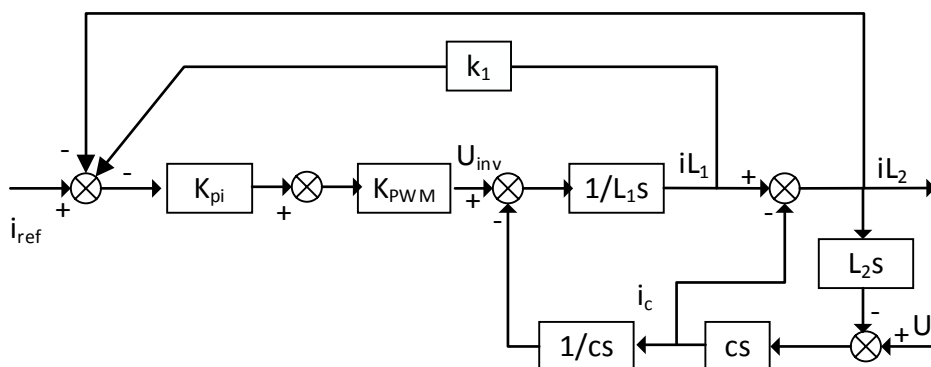 k₁
-
-
U_inv
iL₁
iL₂
K_pi
K_PWM
1/L₁s
+
+
+
+
-
-
i_ref
L₂s
i_c
-
+
U
1/cs
cs